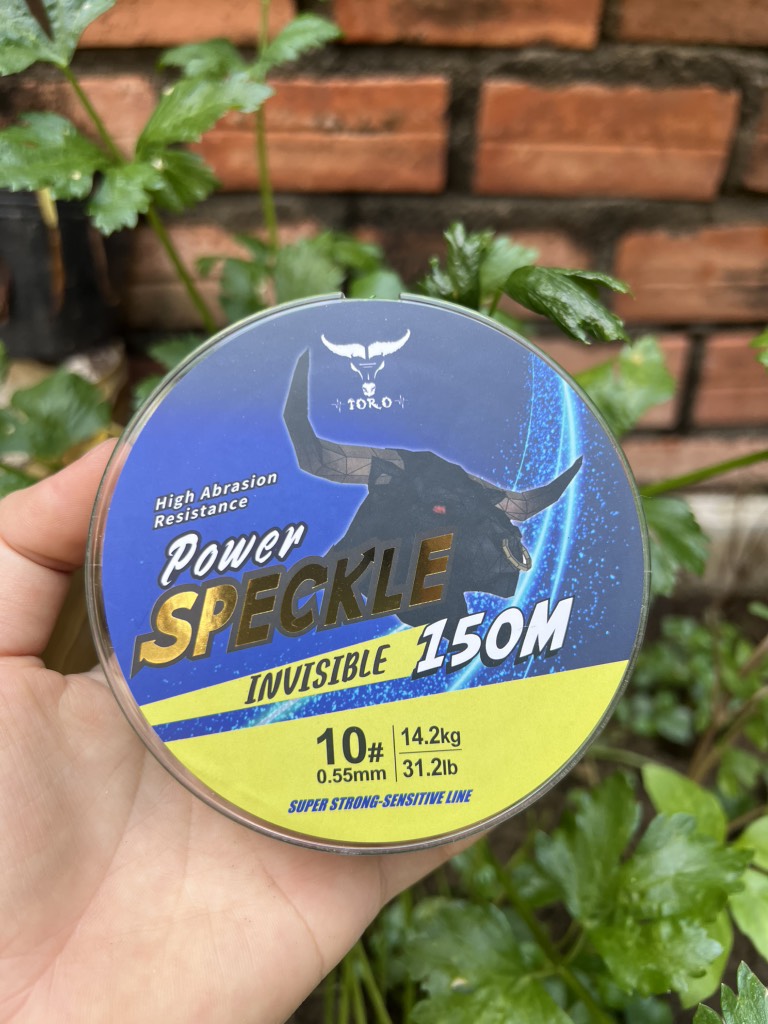 TORO
High Abrasion
Resistance
Power
SPECKLE
INVISIBLE 150M
10# 14.2kg
0.55mm 31.2lb
SUPER STRONG-SENSITIVE LINE